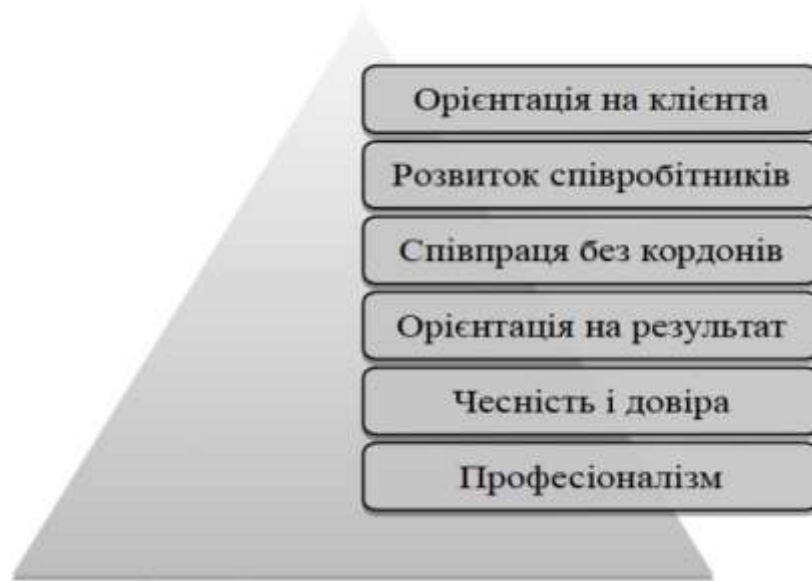 Орієнтація на клієнта
Розвиток співробітників
Співпраця без кордонів
Орієнтація на результат
Чесність і довіра
Професіоналізм